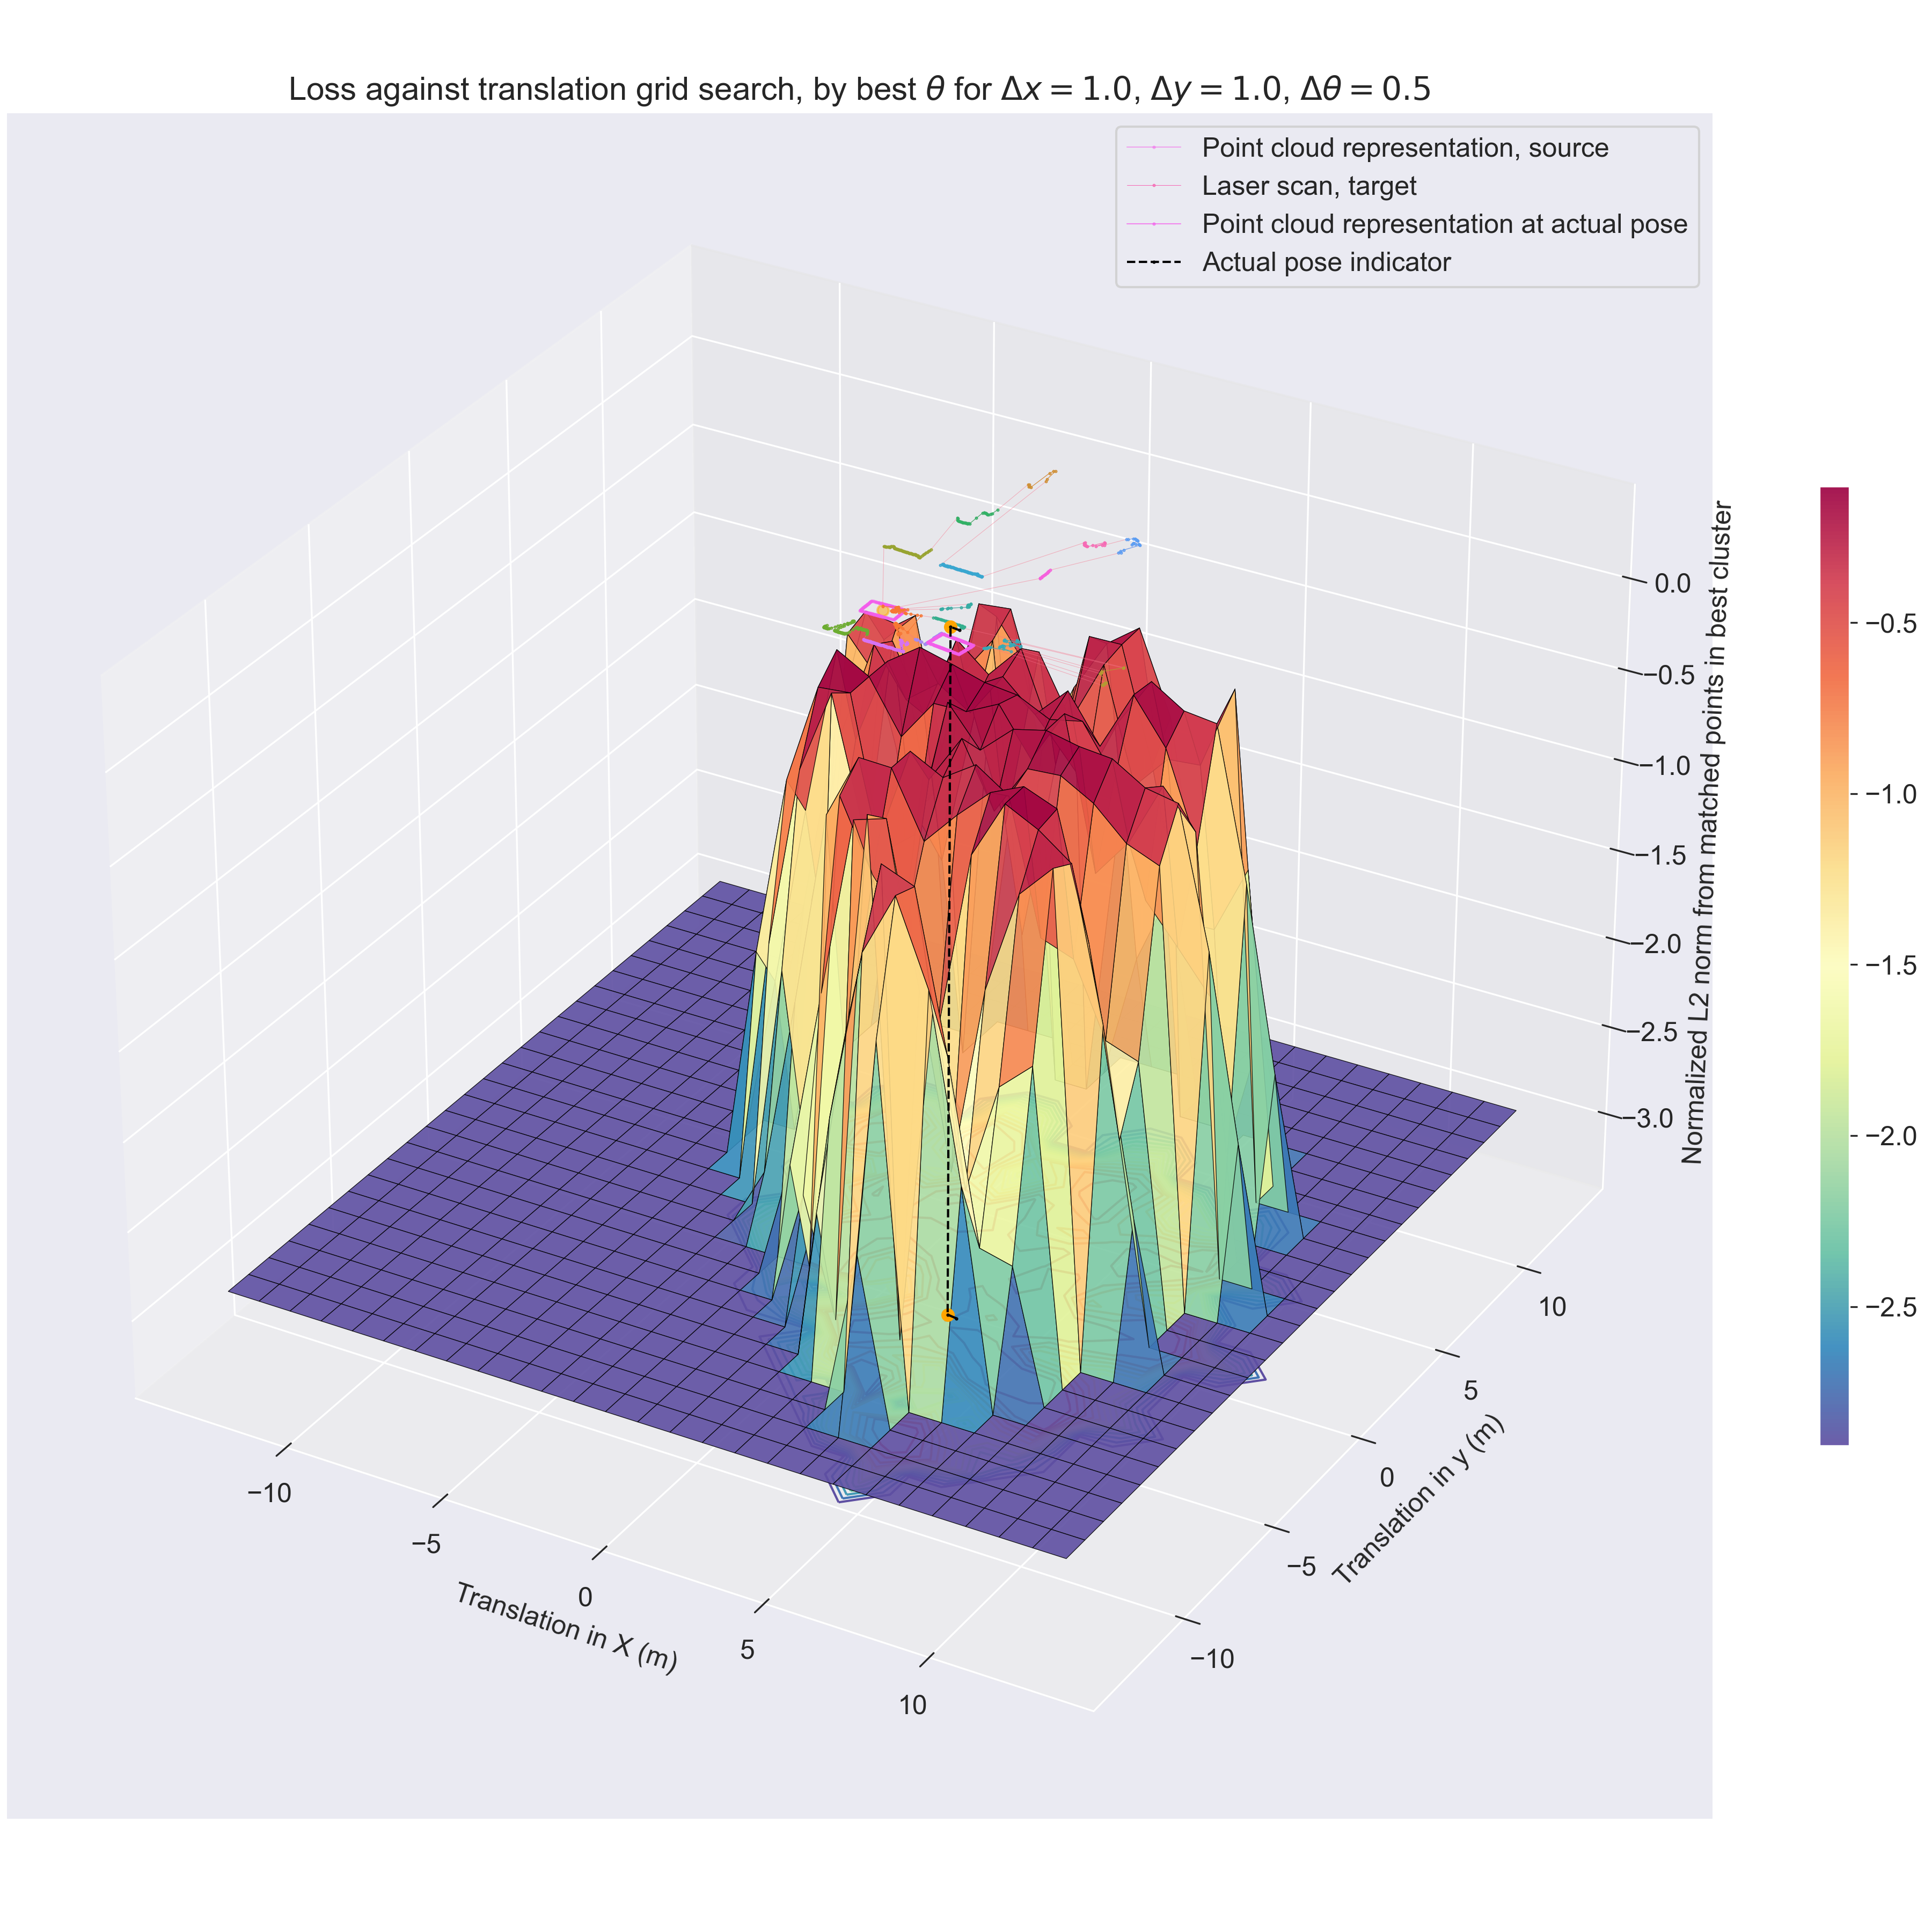 Loss against translation grid search, by best θ for Δx = 1.0, Δy = 1.0, Δθ = 0.5
Point cloud representation, source
Laser scan, target
Point cloud representation at actual pose
Actual pose indicator
0.0
−0.5
−1.0
−1.5
−2.0
−2.5
−3.0
Normalized L2 norm from matched points in best cluster
−0.5
−1.0
−1.5
−2.0
−2.5
10
5
0
−5
−10
Translation in y (m)
−10
−5
0
5
10
Translation in X (m)